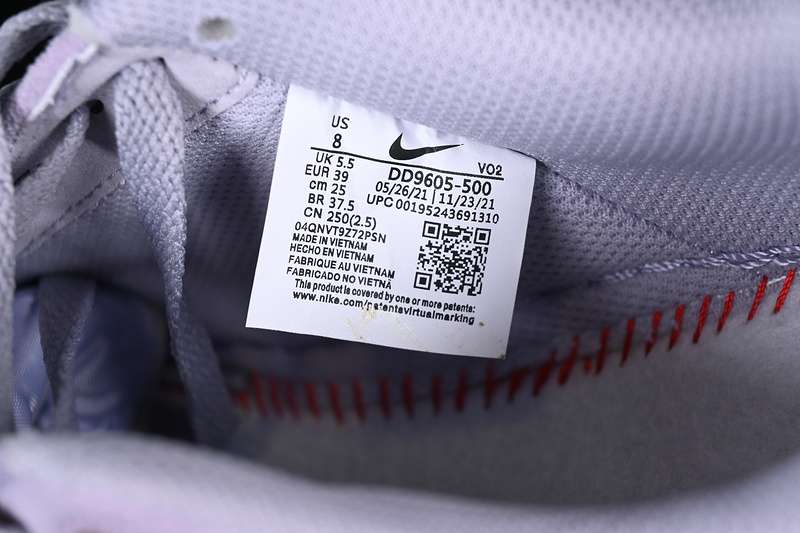 US
8
VO2
UK 5.5
EUR 39
cm 25
BR 37.5
CN 250(2.5)
DD9605-500
05/26/21 | 11/23/21
UPC 00195243691310
04QNVT9Z72PSN
MADE IN VIETNAM
HECHO EN VIETNAM
FABRIQUE AU VIETNAM
FABRICADO NO VIETNÃ
This product is covered by one or more patents:
www.nike.com/patentsvirtualmarking